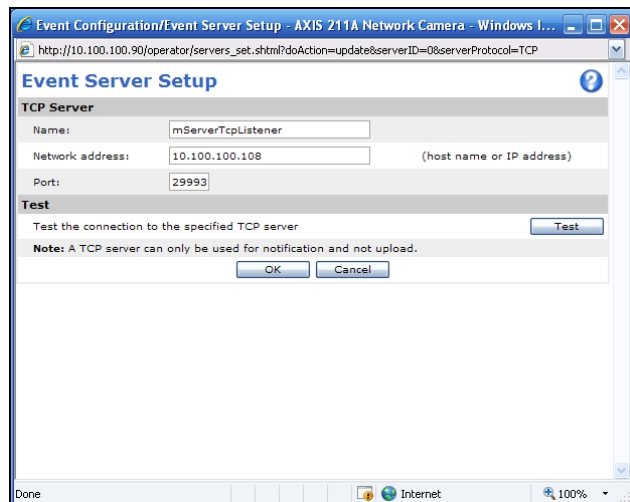 Event Configuration/Event Server Setup - AXIS 211A Network Camera - Windows I...
http://10.100.100.90/operator/servers_set.shtml?doAction=update&serverID=0&serverProtocol=TCP
Event Server Setup
?
TCP Server
Name: mServerTcpListener
Network address: 10.100.100.108 (host name or IP address)
Port: 29993
Test
Test the connection to the specified TCP server Test
Note: A TCP server can only be used for notification and not upload.
OK Cancel
Done Internet 100%